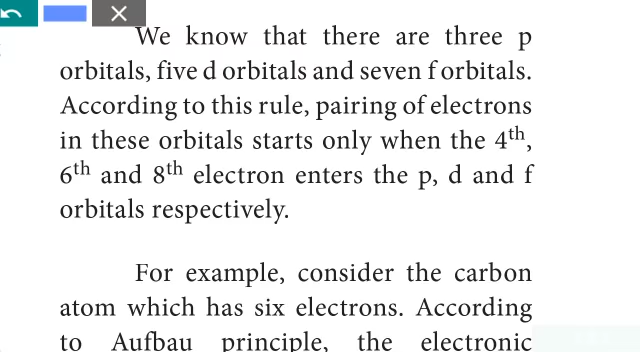 We know that there are three p
orbitals, five d orbitals and seven f orbitals.
According to this rule, pairing of electrons
in these orbitals starts only when the 4th,
6th and 8th electron enters the p, d and f
orbitals respectively.
For example, consider the carbon
atom which has six electrons. According
to Aufbau principle, the electronic